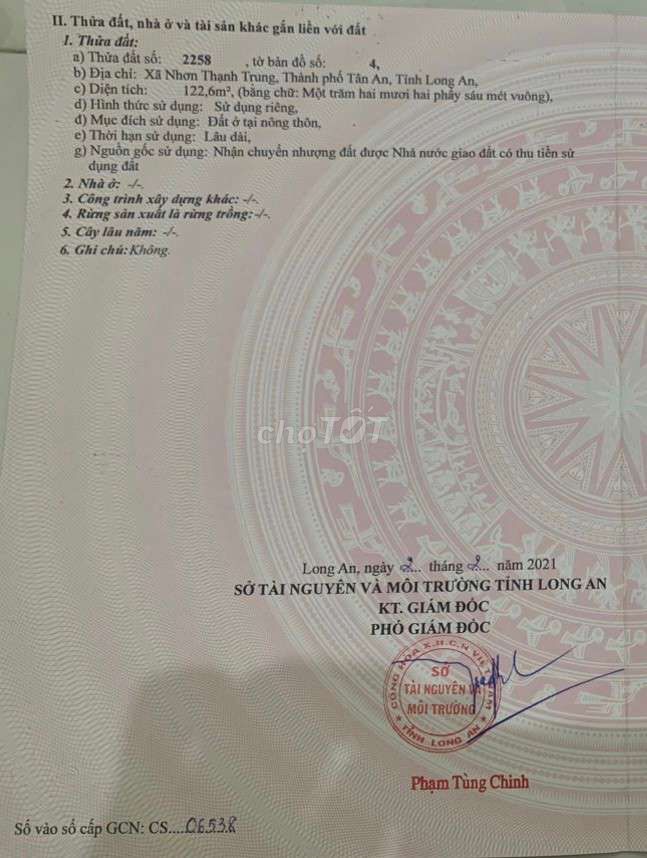 II. Thửa đất, nhà ở và tài sản khác gắn liền với đất
1. Thửa đất:
a) Thửa đất số: 2258 , tờ bản đồ số: 4,
b) Địa chỉ: Xã Nhơn Thạnh Trung, Thành phố Tân An, Tỉnh Long An,
c) Diện tích: 122,6m², (bằng chữ: Một trăm hai mươi hai phẩy sáu mét vuông),
d) Hình thức sử dụng: Sử dụng riêng,
đ) Mục đích sử dụng: Đất ở tại nông thôn,
e) Thời hạn sử dụng: Lâu dài,
g) Nguồn gốc sử dụng: Nhận chuyển nhượng đất được Nhà nước giao đất có thu tiền sử
dụng đất
2. Nhà ở: -/-.
3. Công trình xây dựng khác: -/-.
4. Rừng sản xuất là rừng trồng:-/-.
5. Cây lâu năm: -/-.
6. Ghi chú: Không.
chợTỐT
Long An, ngày 2... tháng 2... năm 2021
SỞ TÀI NGUYÊN VÀ MÔI TRƯỜNG TỈNH LONG AN
KT. GIÁM ĐỐC
PHÓ GIÁM ĐỐC
CỘNG HÒA X.H.C.N VIỆT NAM
SỞ
TÀI NGUYÊN VÀ
MÔI TRƯỜNG
★ TỈNH LONG AN ★
Phạm Tùng Chinh
Số vào sổ cấp GCN: CS....06538